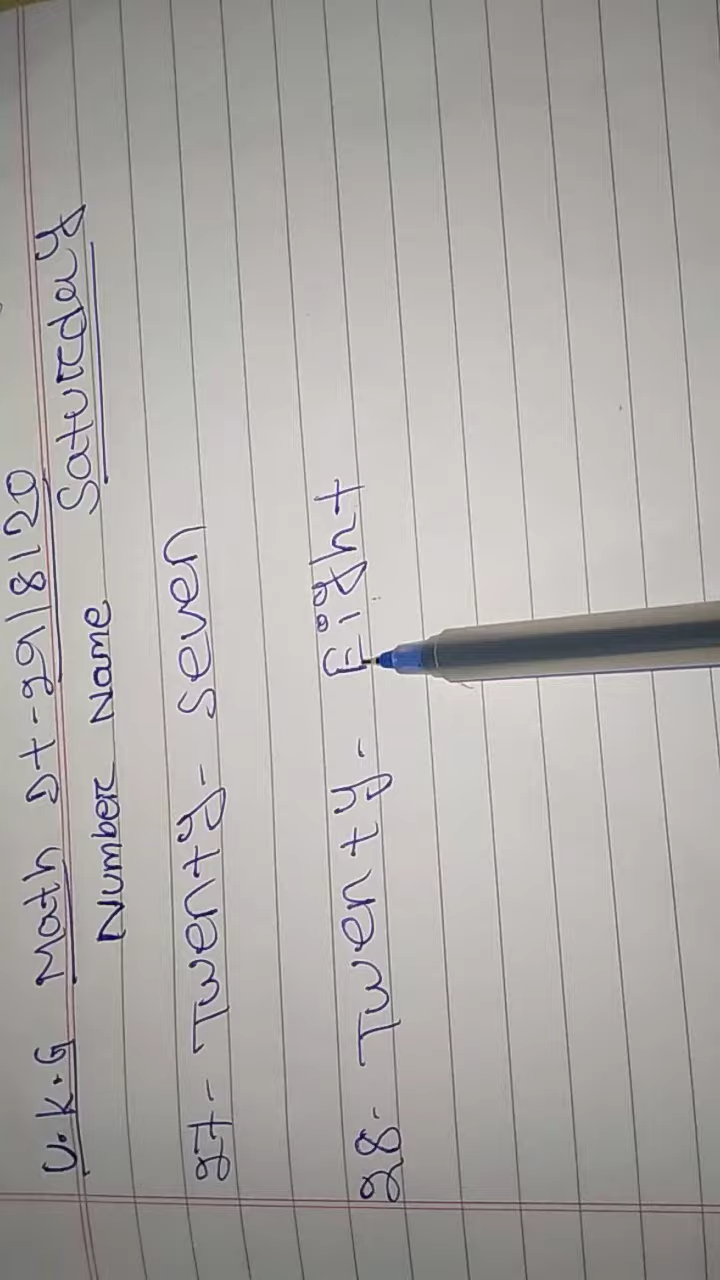 U.K.G Math Dt-29/8/20
Saturday
Number Name
27- Twenty- Seven
28- Twenty- Eight